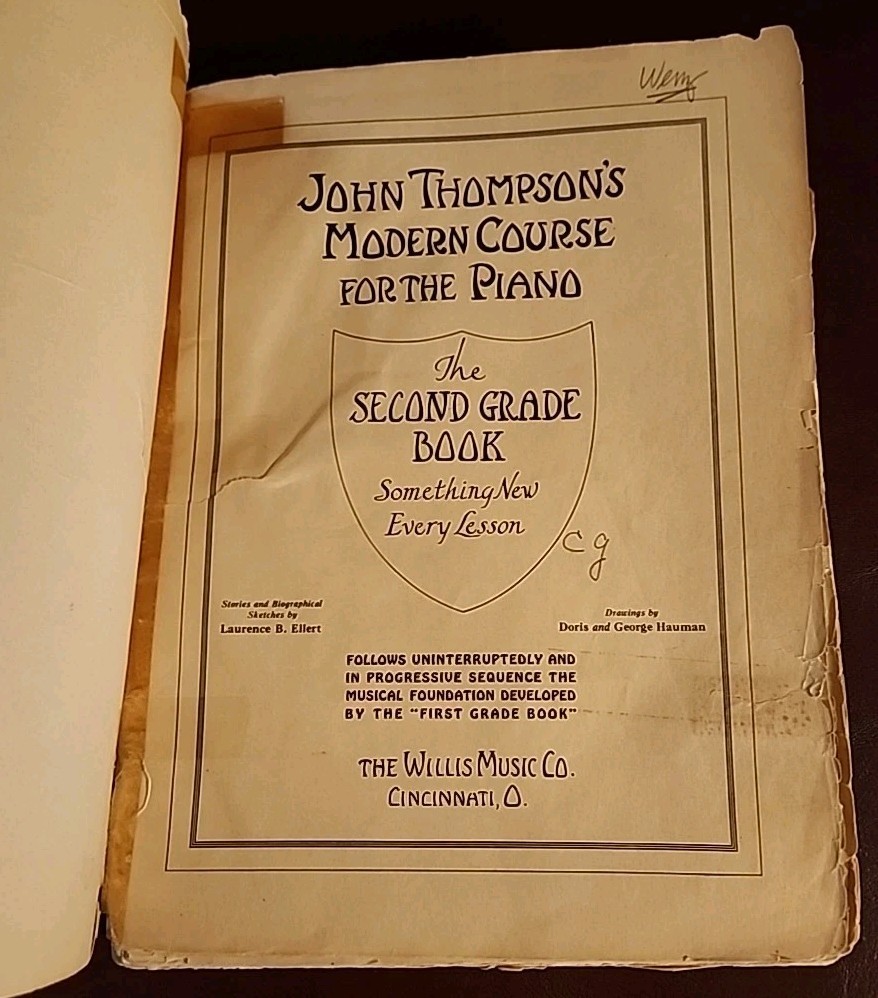 JOHN THOMPSON'S
MODERN COURSE
FOR THE PIANO
The
SECOND GRADE
BOOK
Something New
Every Lesson
c g
Stories and Biographical
Sketches by
Laurence B. Ellert
Drawings by
Doris and George Hauman
FOLLOWS UNINTERRUPTEDLY AND
IN PROGRESSIVE SEQUENCE THE
MUSICAL FOUNDATION DEVELOPED
BY THE "FIRST GRADE BOOK"
THE WILLIS MUSIC CO.
CINCINNATI, O.